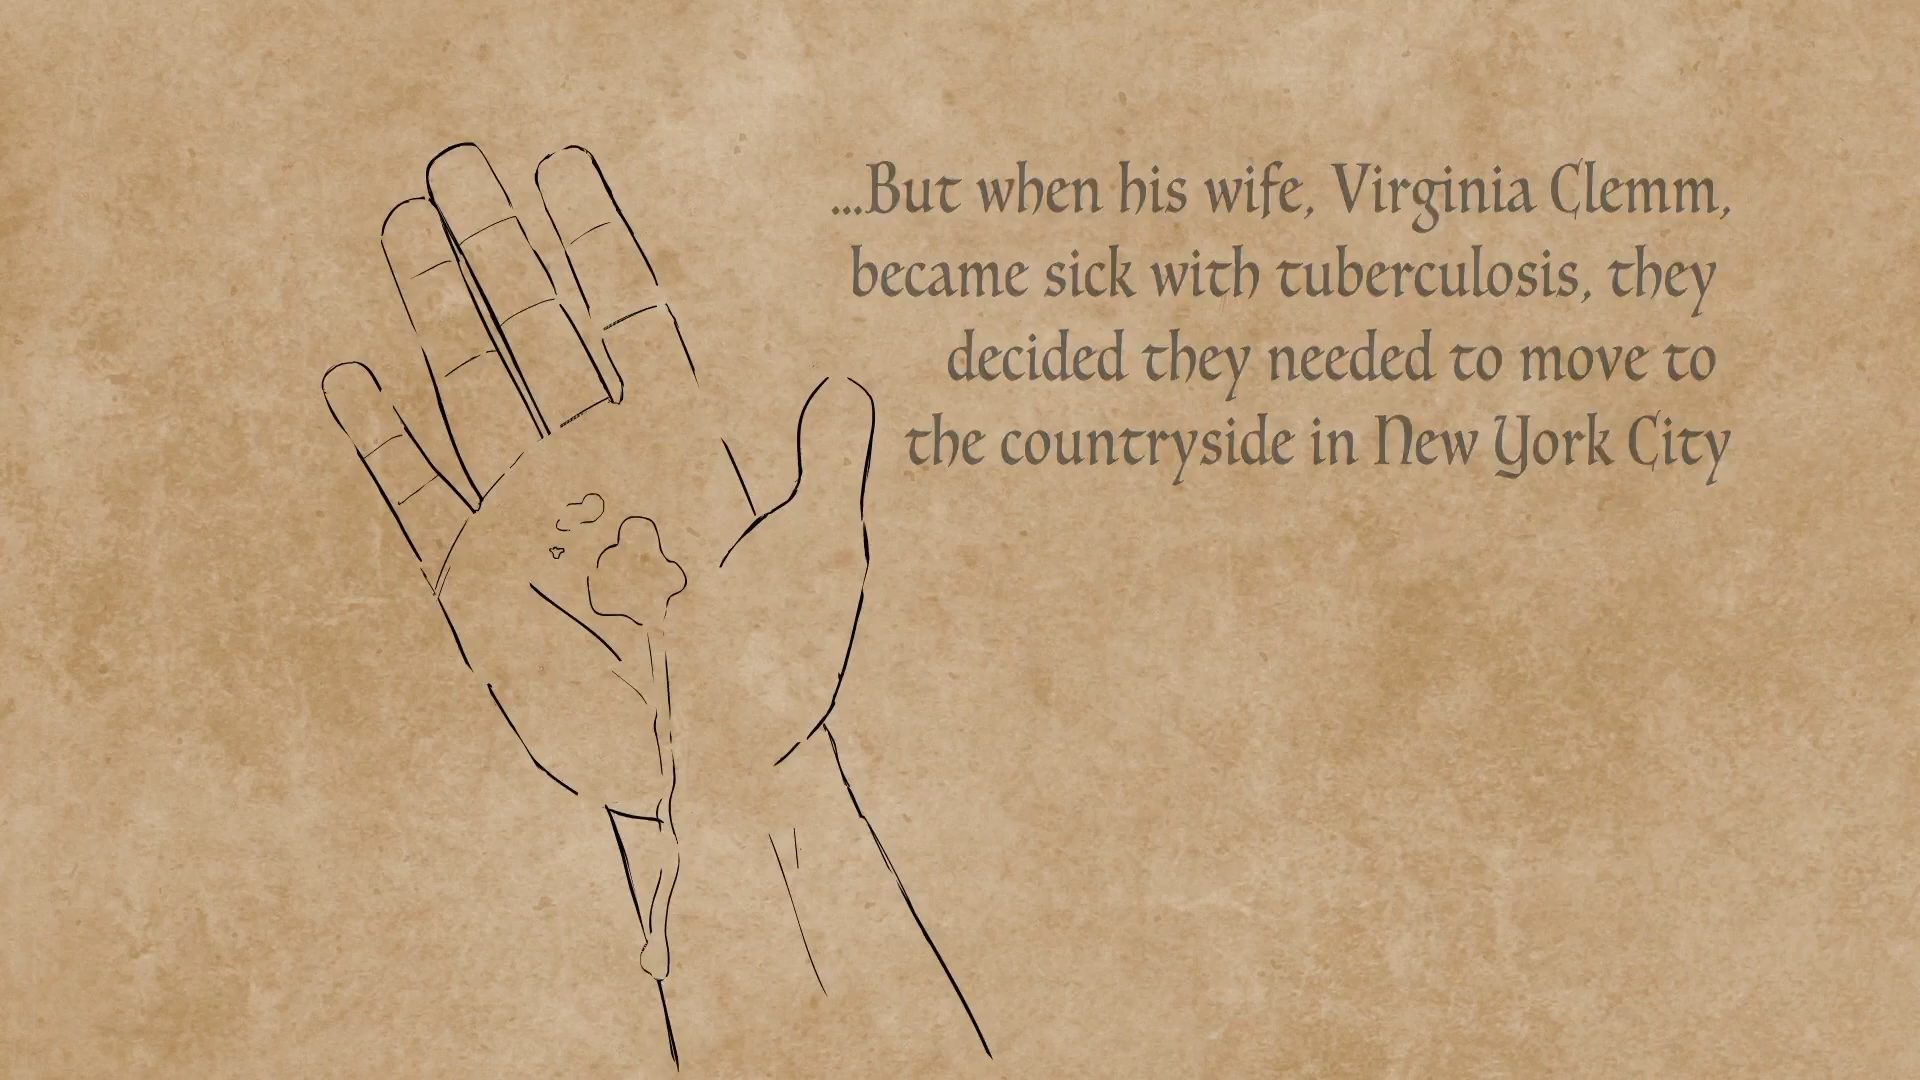 ...But when his wife, Virginia Clemm,
became sick with tuberculosis, they
decided they needed to move to
the countryside in New York City